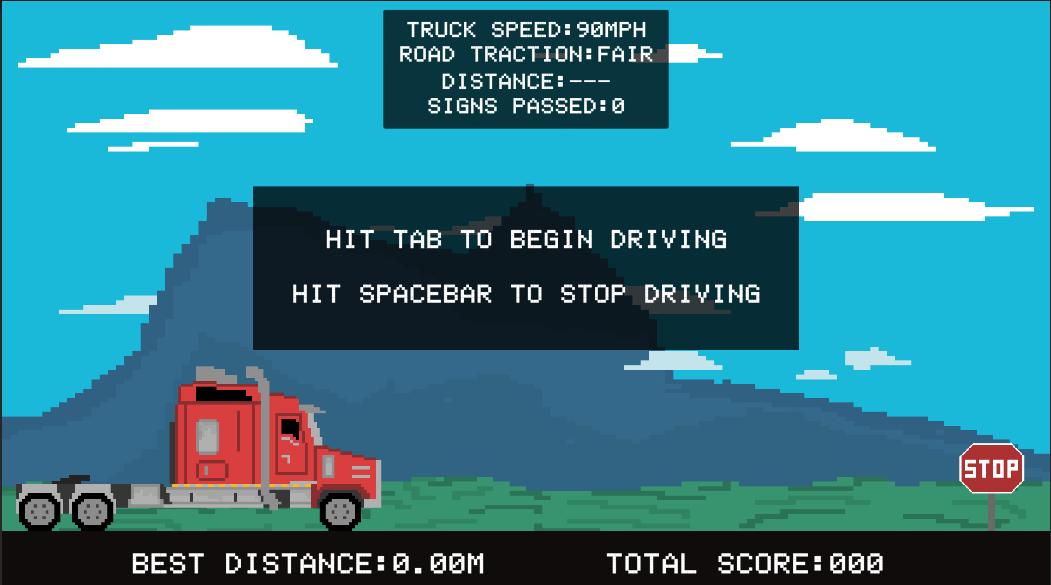 TRUCK SPEED:90MPH
ROAD TRACTION:FAIR
DISTANCE:---
SIGNS PASSED:0
HIT TAB TO BEGIN DRIVING
HIT SPACEBAR TO STOP DRIVING
STOP
BEST DISTANCE:0.00M
TOTAL SCORE:000